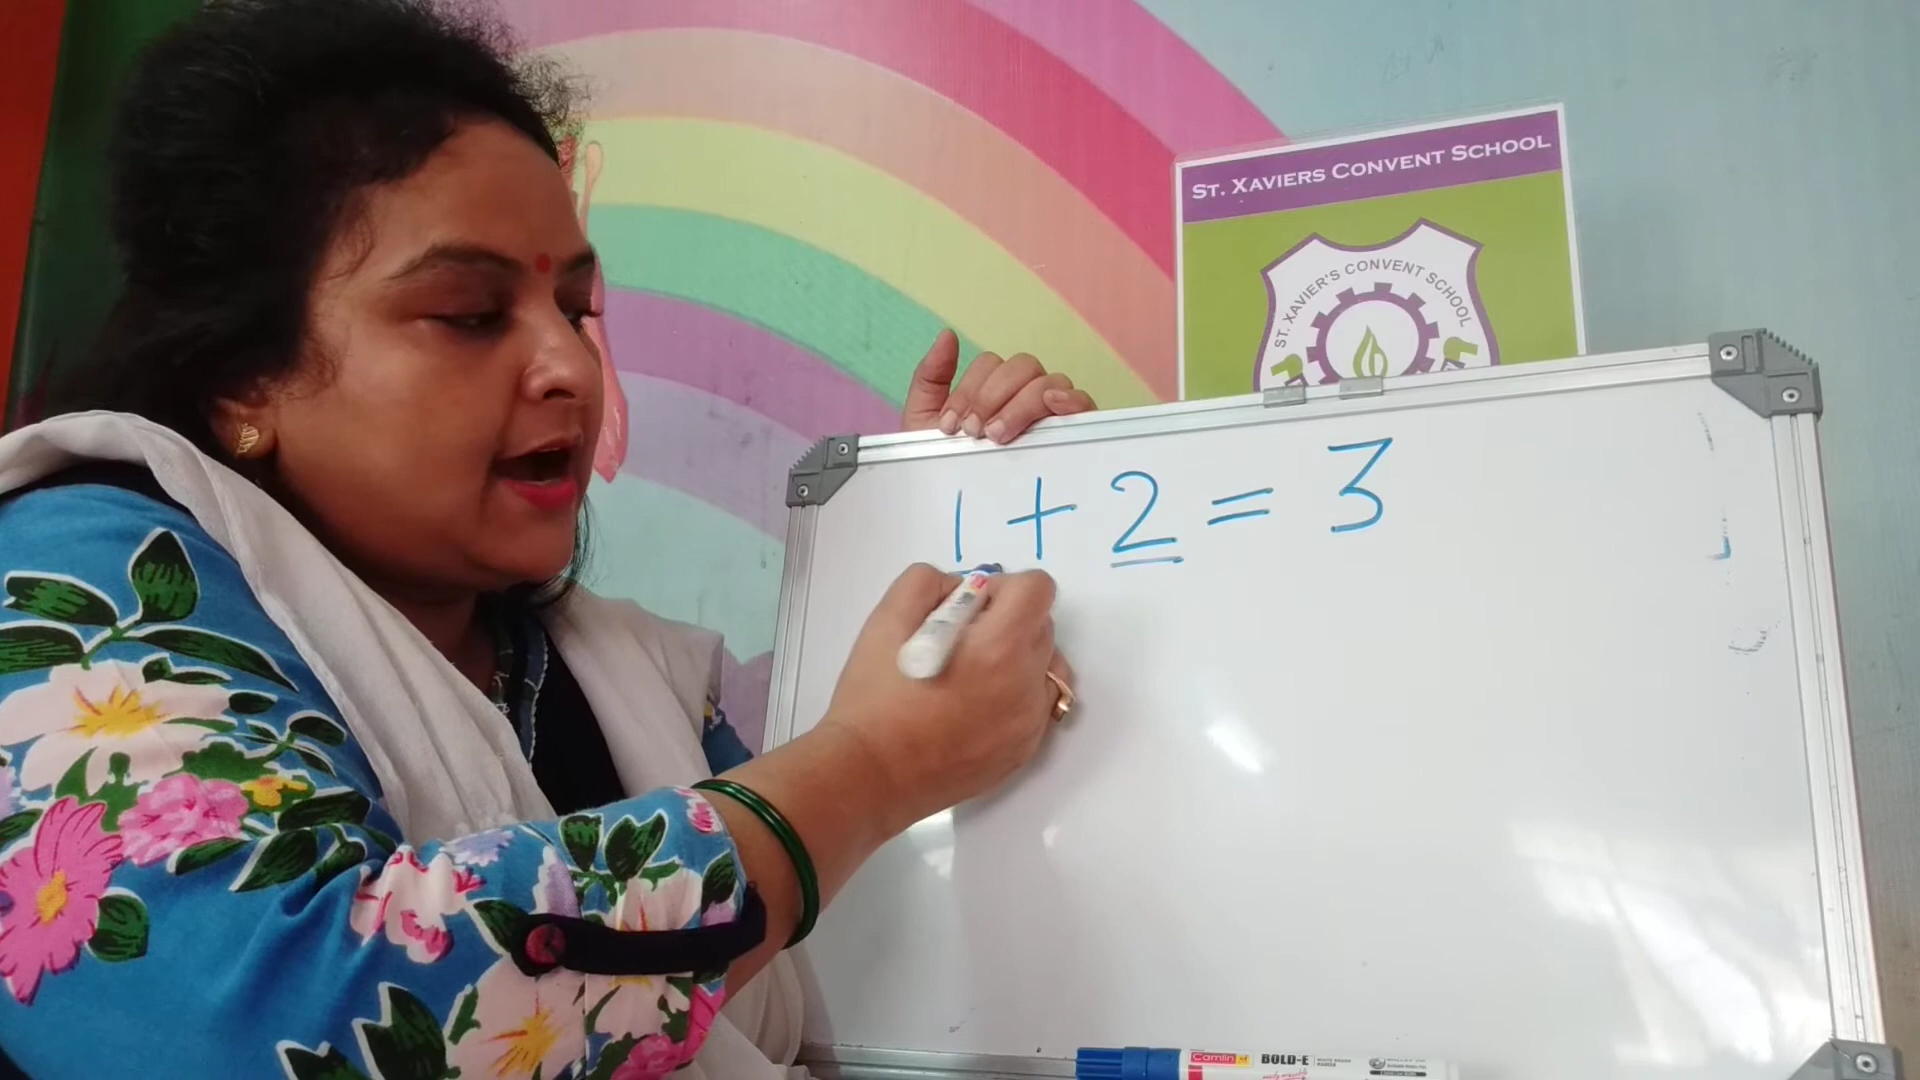 ST. XAVIERS CONVENT SCHOOL
ST. XAVIER'S CONVENT SCHOOL
1 + 2 = 3
Camlin BOLD-E